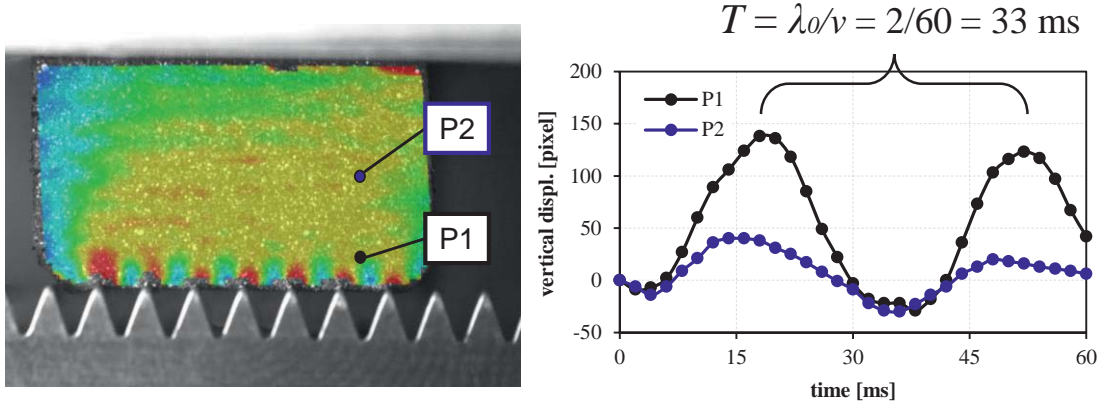 T = λ₀/v = 2/60 = 33 ms
P2
P1
vertical displ. [pixel]
200
150
100
50
0
-50
P1
P2
0
15
30
45
60
time [ms]